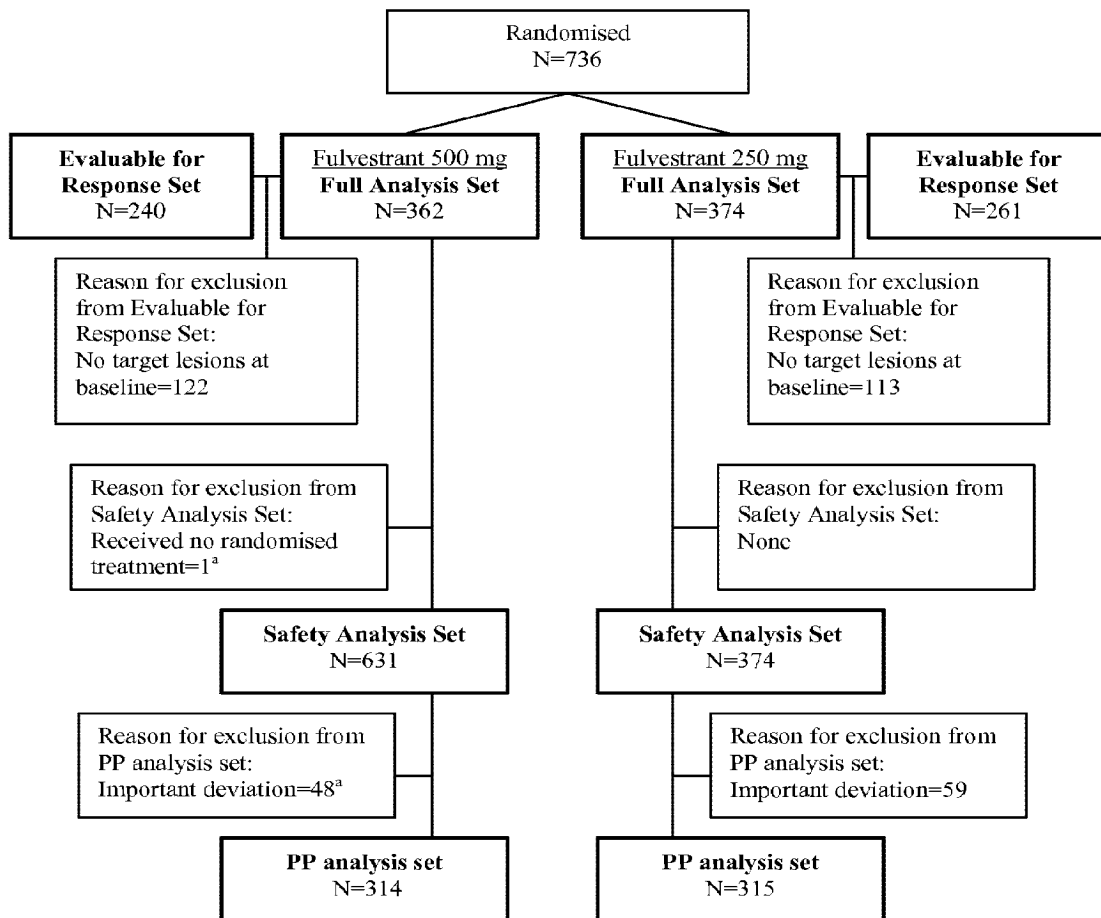 Randomised
N=736
Evaluable for
Response Set
N=240
Fulvestrant 500 mg
Full Analysis Set
N=362
Fulvestrant 250 mg
Full Analysis Set
N=374
Evaluable for
Response Set
N=261
Reason for exclusion
from Evaluable for
Response Set:
No target lesions at
baseline=122
Reason for exclusion
from Evaluable for
Response Set:
No target lesions at
baseline=113
Reason for exclusion from
Safety Analysis Set:
Received no randomised
treatment=1ª
Reason for exclusion from
Safety Analysis Set:
Nonc
Safety Analysis Set
N=631
Safety Analysis Set
N=374
Reason for exclusion from
PP analysis set:
Important deviation=48ª
Reason for exclusion from
PP analysis set:
Important deviation=59
PP analysis set
N=314
PP analysis set
N=315